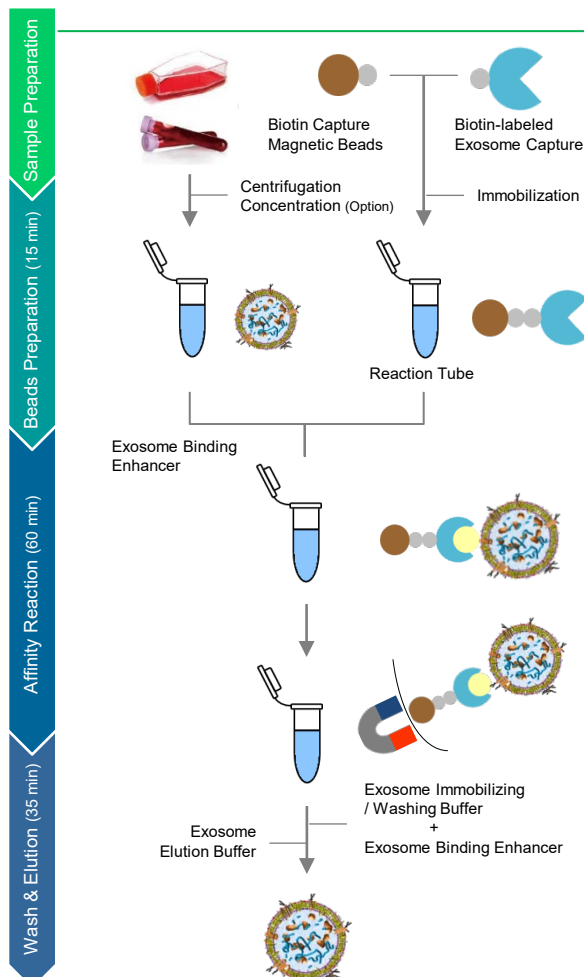 Sample Preparation
Biotin Capture
Magnetic Beads
Biotin-labeled
Exosome Capture
Centrifugation
Concentration (Option)
Immobilization
Beads Preparation (15 min)
Reaction Tube
Exosome Binding
Enhancer
Affinity Reaction (60 min)
Exosome Immobilizing
/ Washing Buffer
+
Exosome Binding Enhancer
Exosome
Elution Buffer
Wash & Elution (35 min)